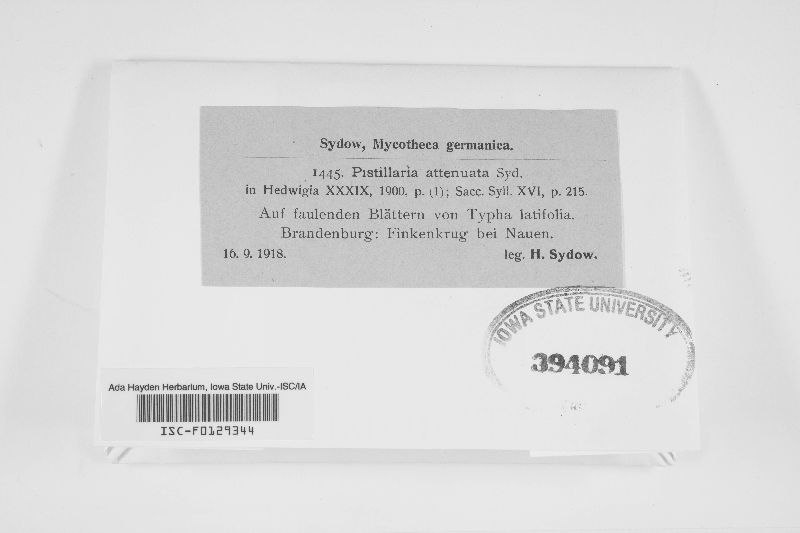 Sydow, Mycotheca germanica.
1445. Pistillaria attenuata Syd.
in Hedwigia XXXIX, 1900, p. (1); Sacc. Syll. XVI, p. 215.
Auf faulenden Blättern von Typha latifolia.
Brandenburg: Finkenkrug bei Nauen.
16. 9. 1918. leg. H. Sydow.
IOWA STATE UNIVERSITY
394091
Ada Hayden Herbarium, Iowa State Univ.-ISC/IA
ISC-F0129344